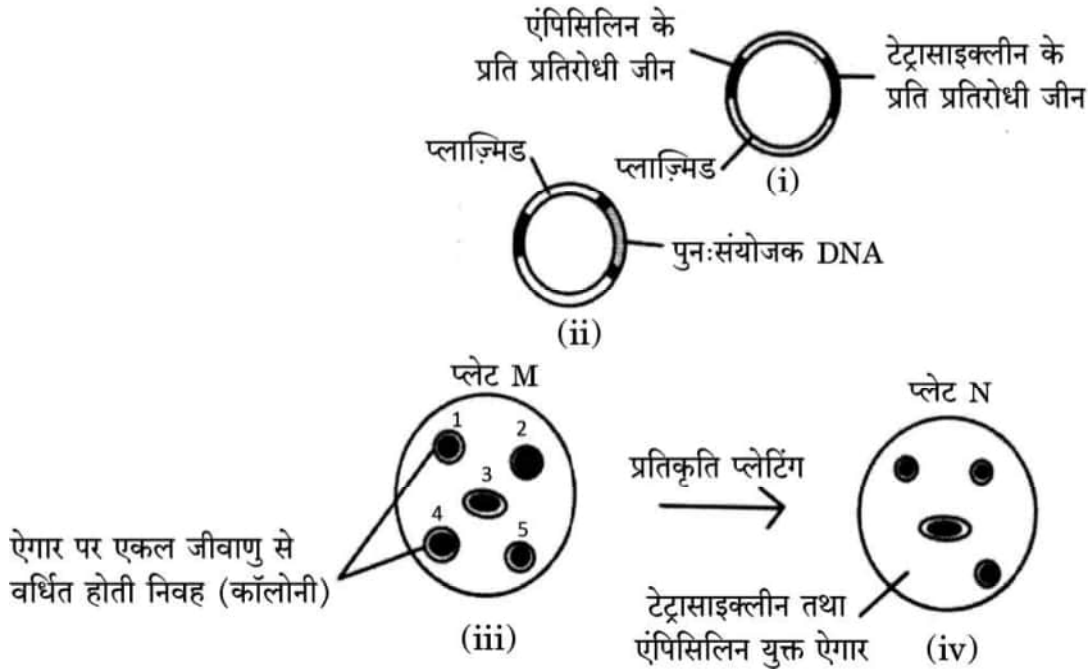 एंपिसिलिन के
प्रति प्रतिरोधी जीन
टेट्रासाइक्लीन के
प्रति प्रतिरोधी जीन
प्लाज़्मिड
(i)
प्लाज़्मिड
पुनःसंयोजक DNA
(ii)
प्लेट M
1
2
3
4
5
ऐगार पर एकल जीवाणु से
वर्धित होती निवह (कॉलोनी)
(iii)
प्रतिकृति प्लेटिंग
प्लेट N
टेट्रासाइक्लीन तथा
एंपिसिलिन युक्त ऐगार
(iv)